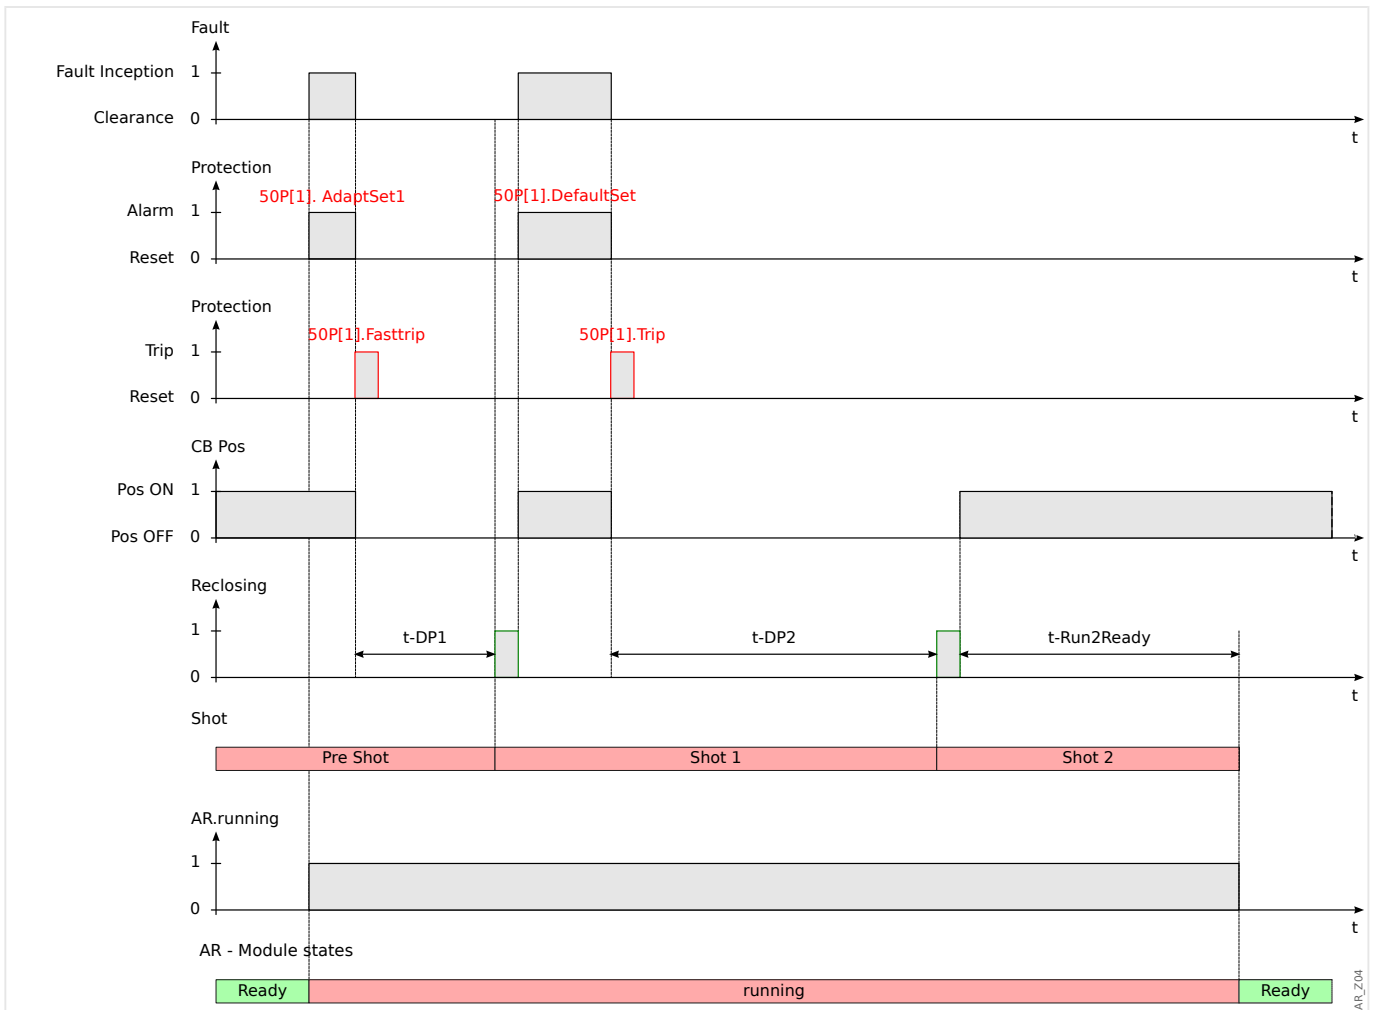 Fault
Fault Inception 1
Clearance 0
t
Protection
50P[1]. AdaptSet1 50P[1].DefaultSet
Alarm 1
Reset 0
t
Protection
50P[1].Fasttrip 50P[1].Trip
Trip 1
Reset 0
t
CB Pos
Pos ON 1
Pos OFF 0
t
Reclosing
1 t-DP1 t-DP2 t-Run2Ready
0
t
Shot
Pre Shot Shot 1 Shot 2
AR.running
1
0
t
AR - Module states
Ready running Ready
AR_Z04